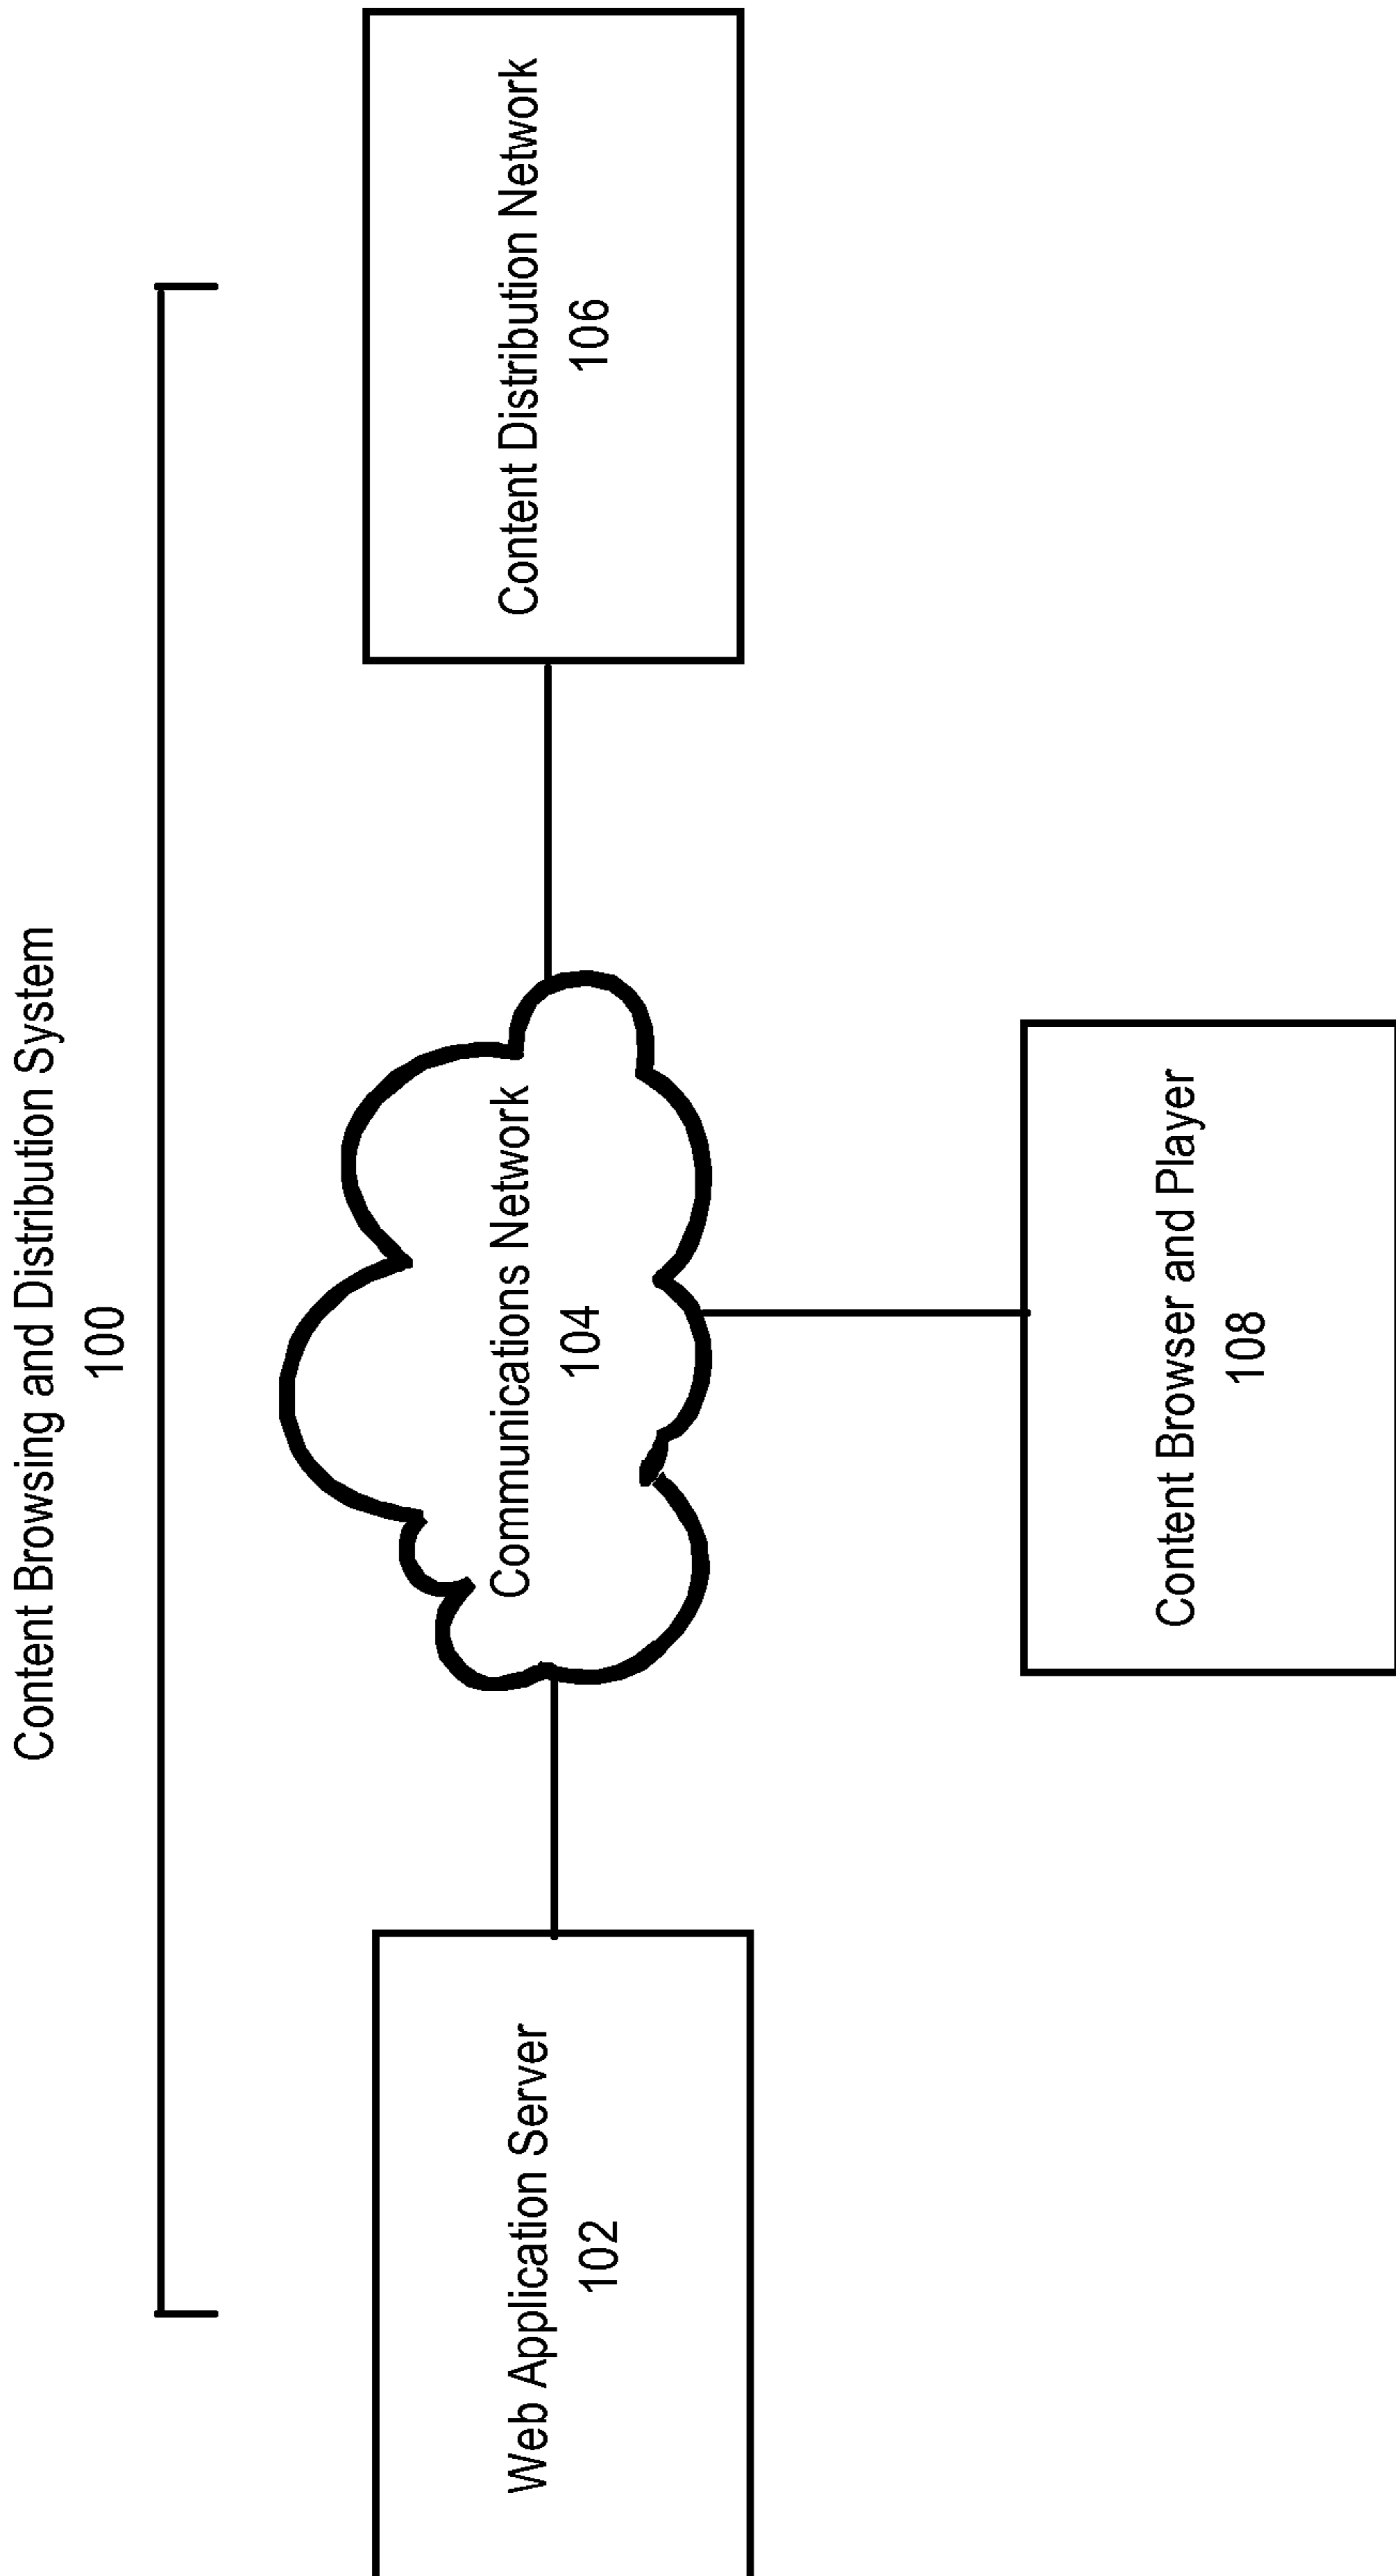 Content Browsing and Distribution System
100
Web Application Server
102
Communications Network
104
Content Distribution Network
106
Content Browser and Player
108